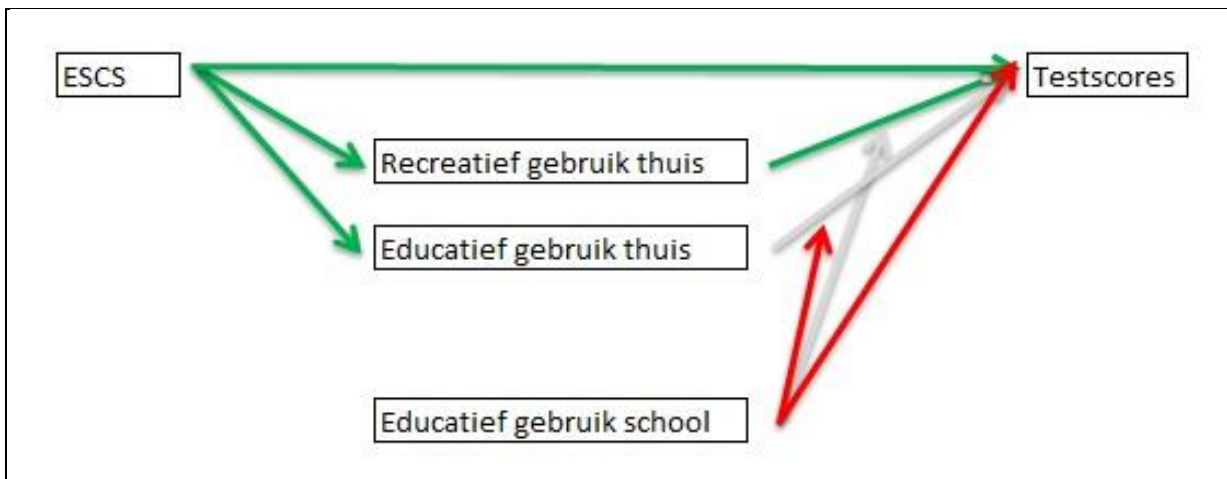 ESCS
Testscores
Recreatief gebruik thuis
Educatief gebruik thuis
Educatief gebruik school